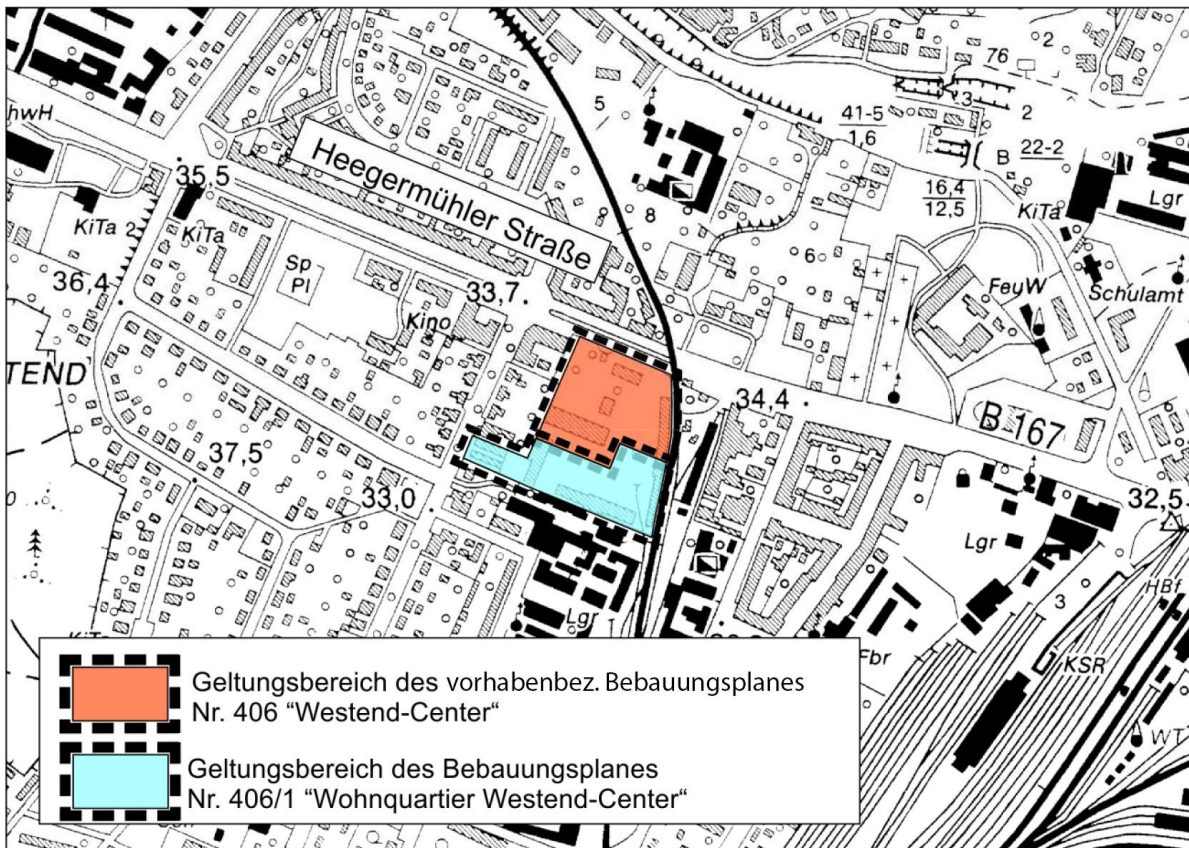 76
2
hwH
5
3
2
41-5
1,6
Heegermühler Straße
B
22-2
35,5
16,4
12,5
Lgr
KiTa
KiTa 2
KiTa
8
6
Sp
Pl
36,4
33,7
FeuW
Schulamt
Kino
TEND
34,4
B 167
37,5
33,0
32,5
Lgr
3
HBf
Lgr
Fbr
KSR
WT
Geltungsbereich des vorhabenbez. Bebauungsplanes
Nr. 406 “Westend-Center“
Geltungsbereich des Bebauungsplanes
Nr. 406/1 “Wohnquartier Westend-Center“